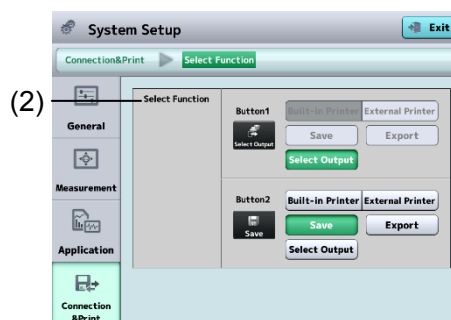 System Setup
Exit
Connection&Print
Select Function
(2)
General
Measurement
Application
Connection
&Print
Select Function
Button1
Select Output
Built-in Printer
External Printer
Save
Export
Select Output
Button2
Save
Built-in Printer
External Printer
Save
Export
Select Output